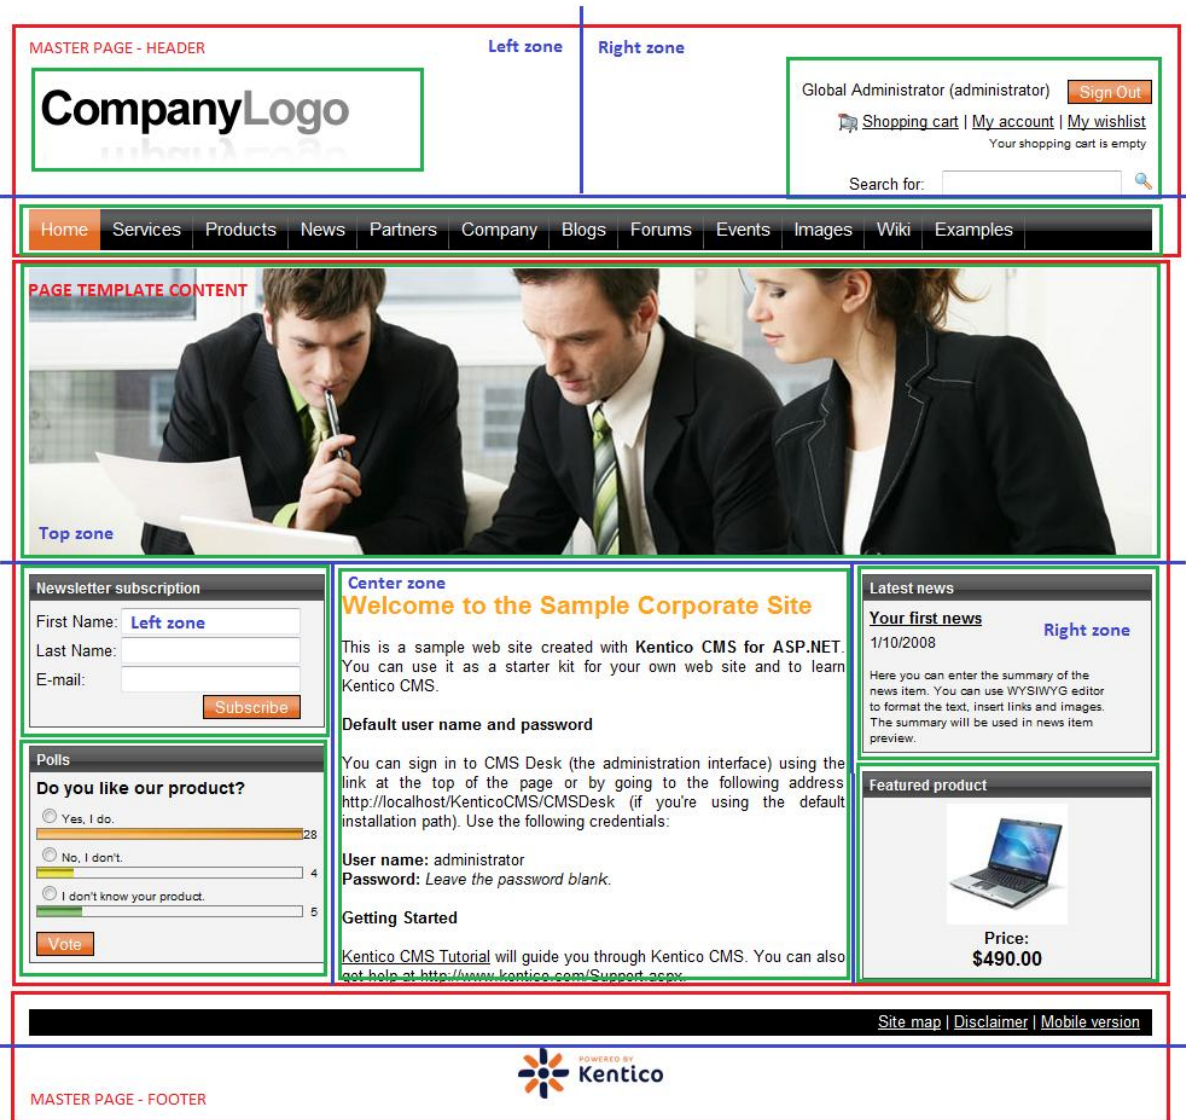 MASTER PAGE - HEADER
Left zone
Right zone
CompanyLogo
Global Administrator (administrator) Sign Out
Shopping cart | My account | My wishlist
Your shopping cart is empty
Search for:
Home Services Products News Partners Company Blogs Forums Events Images Wiki Examples
PAGE TEMPLATE CONTENT
Top zone
Newsletter subscription
First Name: Left zone
Last Name:
E-mail:
Subscribe
Polls
Do you like our product?
Yes, I do.
28
No, I don't.
4
I don't know your product.
5
Vote
Center zone
Welcome to the Sample Corporate Site
This is a sample web site created with Kentico CMS for ASP.NET.
You can use it as a starter kit for your own web site and to learn
Kentico CMS.
Default user name and password
You can sign in to CMS Desk (the administration interface) using the
link at the top of the page or by going to the following address
http://localhost/KenticoCMS/CMSDesk (if you're using the default
installation path). Use the following credentials:
User name: administrator
Password: Leave the password blank.
Getting Started
Kentico CMS Tutorial will guide you through Kentico CMS. You can also
get help at http://www.kentico.com/Support.aspx.
Latest news
Your first news
Right zone
1/10/2008
Here you can enter the summary of the
news item. You can use WYSIWYG editor
to format the text, insert links and images.
The summary will be used in news item
preview.
Featured product
Price:
$490.00
Site map | Disclaimer | Mobile version
POWERED BY
Kentico
MASTER PAGE - FOOTER